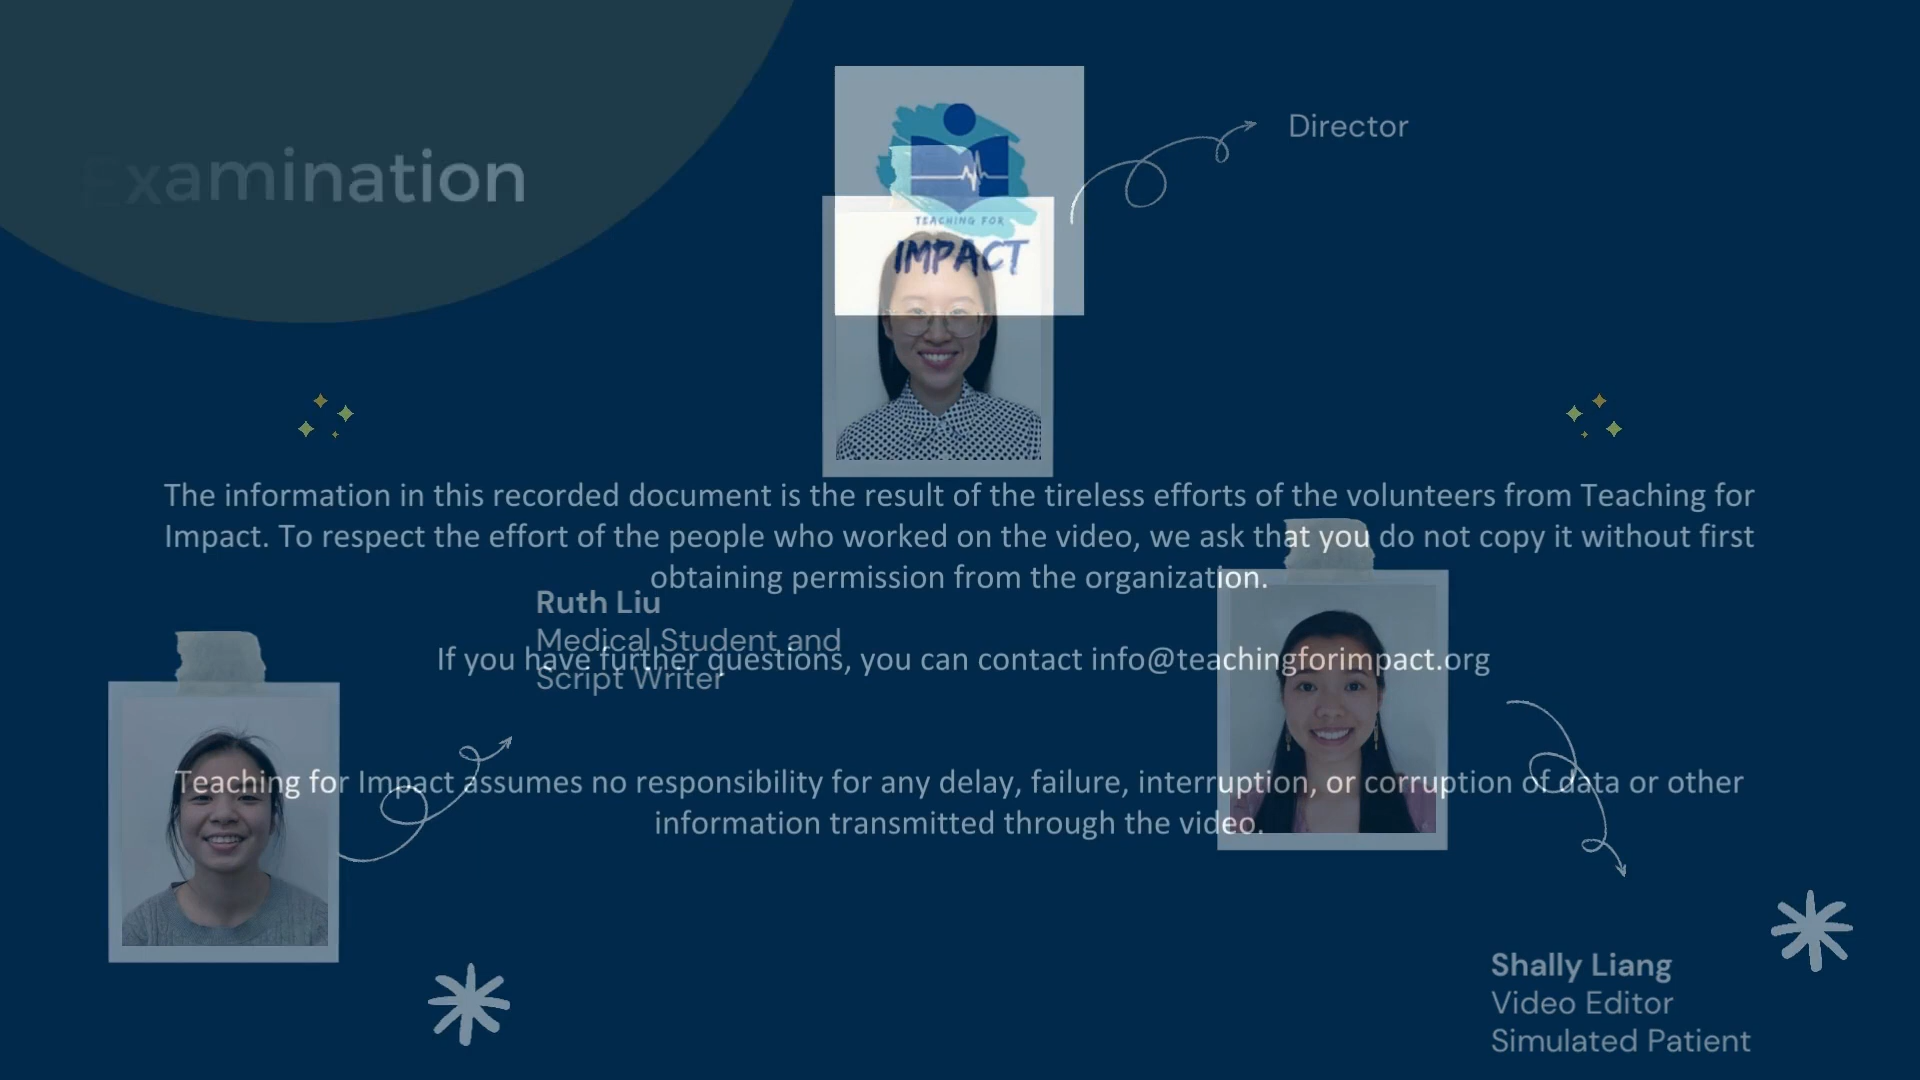 Director
Examination
TEACHING FOR
IMPACT
The information in this recorded document is the result of the tireless efforts of the volunteers from Teaching for
Impact. To respect the effort of the people who worked on the video, we ask that you do not copy it without first
obtaining permission from the organization.
Ruth Liu
Medical Student and
Script Writer
If you have further questions, you can contact info@teachingforimpact.org
Teaching for Impact assumes no responsibility for any delay, failure, interruption, or corruption of data or other
information transmitted through the video.
Shally Liang
Video Editor
Simulated Patient